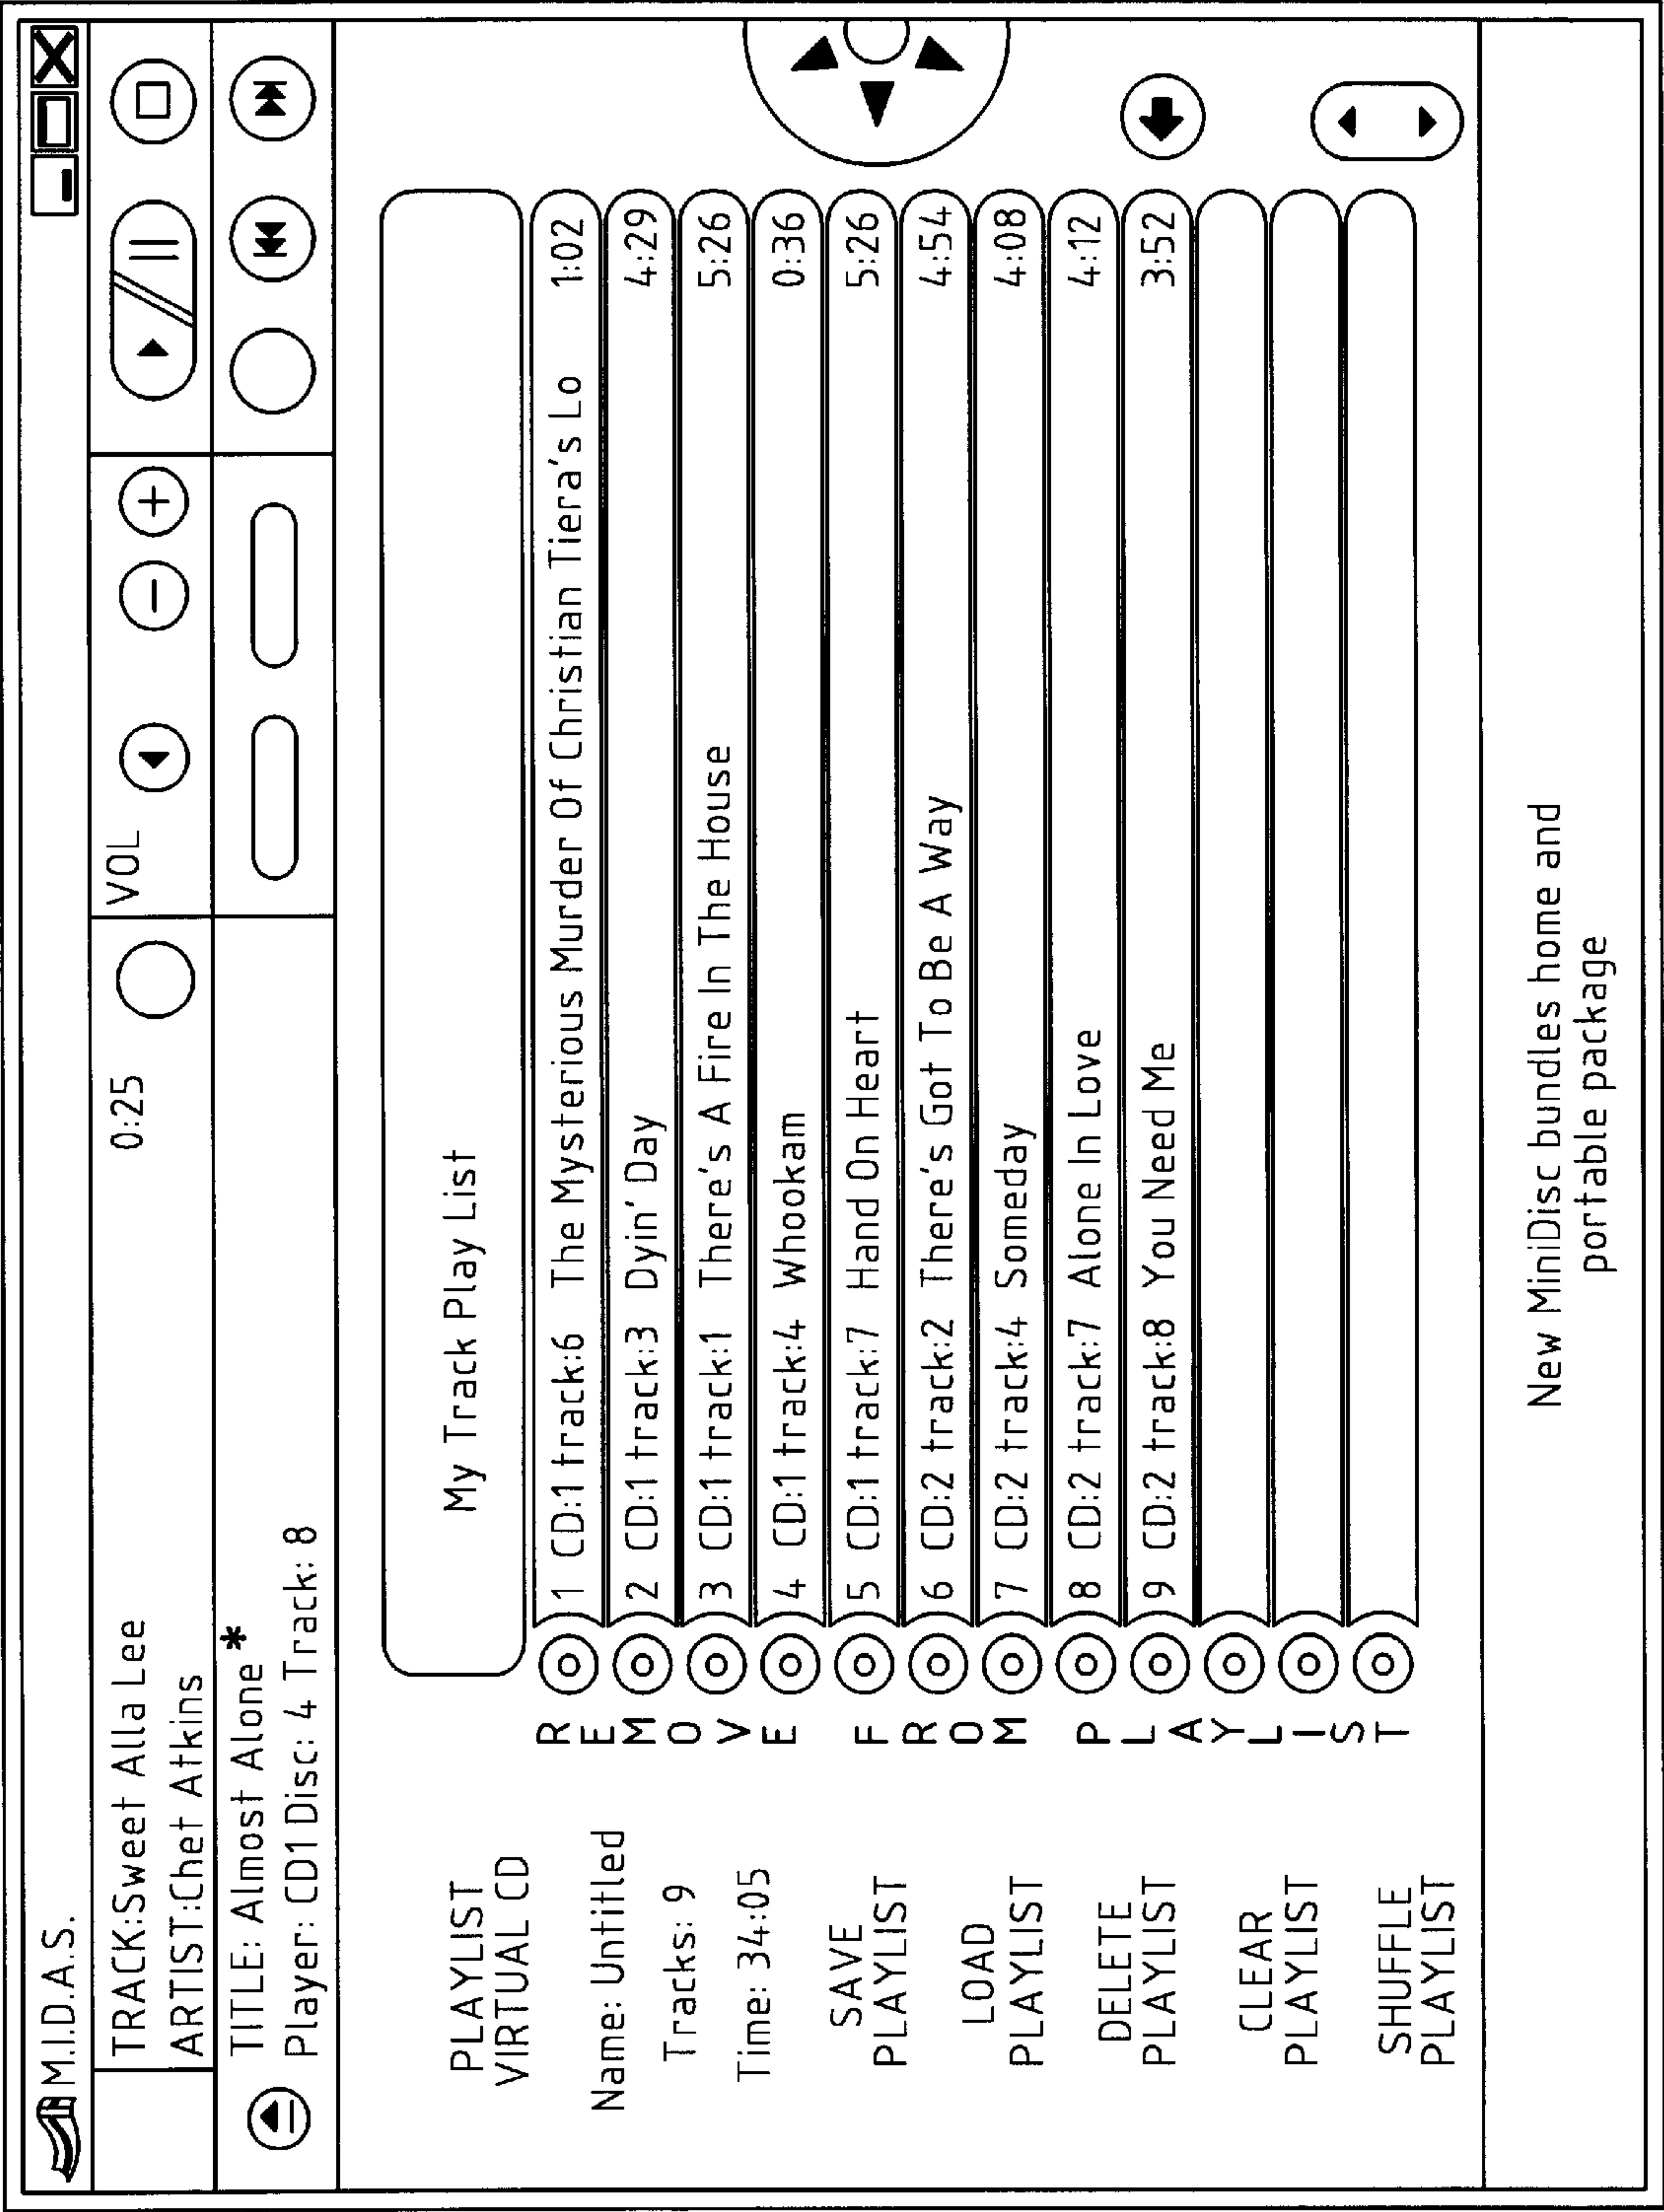 M.I.D.A.S.
TRACK:Sweet Alla Lee 0:25 VOL
ARTIST:Chet Atkins
TITLE: Almost Alone *
Player: CD1 Disc: 4 Track: 8
PLAYLIST
VIRTUAL CD
Name: Untitled
Tracks: 9
Time: 34:05
SAVE
PLAYLIST
LOAD
PLAYLIST
DELETE
PLAYLIST
CLEAR
PLAYLIST
SHUFFLE
PLAYLIST
REMOVE FROM PLAYLIST
My Track Play List
1 CD:1 track:6 The Mysterious Murder Of Christian Tiera's Lo 1:02
2 CD:1 track:3 Dyin' Day 4:29
3 CD:1 track:1 There's A Fire In The House 5:26
4 CD:1 track:4 Whookam 0:36
5 CD:1 track:7 Hand On Heart 5:26
6 CD:2 track:2 There's Got To Be A Way 4:54
7 CD:2 track:4 Someday 4:08
8 CD:2 track:7 Alone In Love 4:12
9 CD:2 track:8 You Need Me 3:52
New MiniDisc bundles home and
portable package